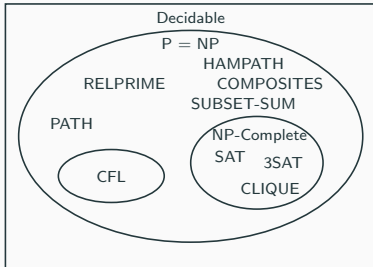 Decidable
P = NP
HAMPATH
RELPRIME COMPOSITES
SUBSET-SUM
PATH
NP-Complete
SAT 3SAT
CFL
CLIQUE